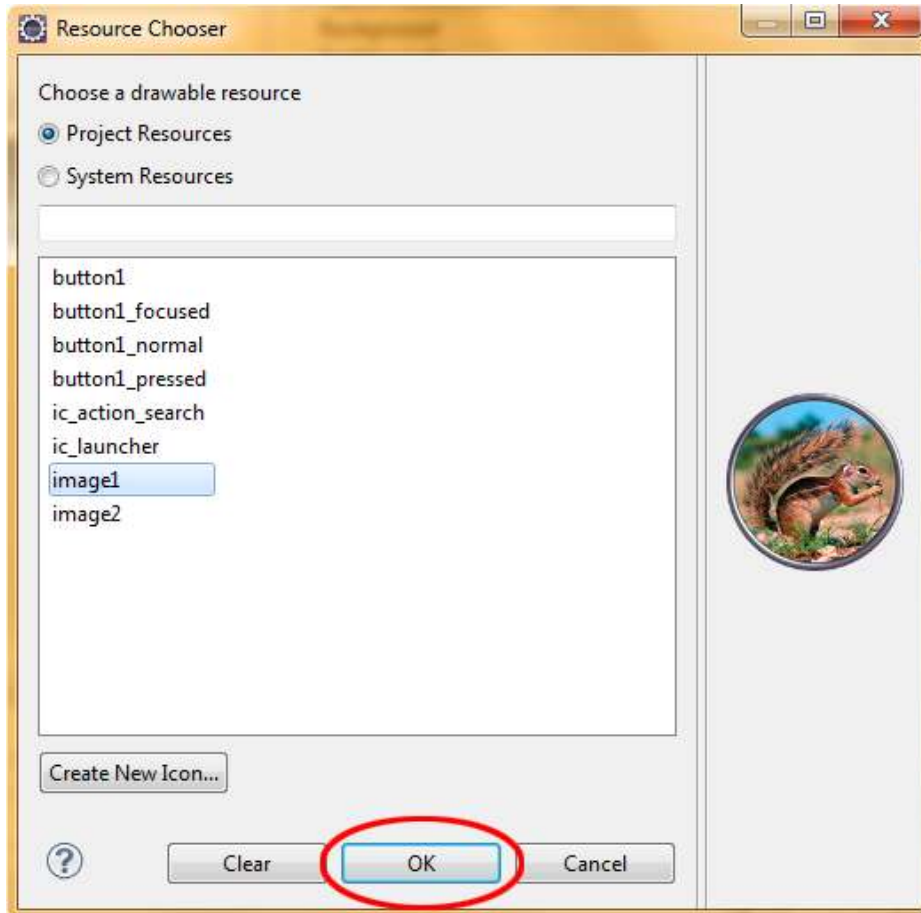 Resource Chooser
Choose a drawable resource
Project Resources
System Resources
button1
button1_focused
button1_normal
button1_pressed
ic_action_search
ic_launcher
image1
image2
Create New Icon...
? Clear OK Cancel